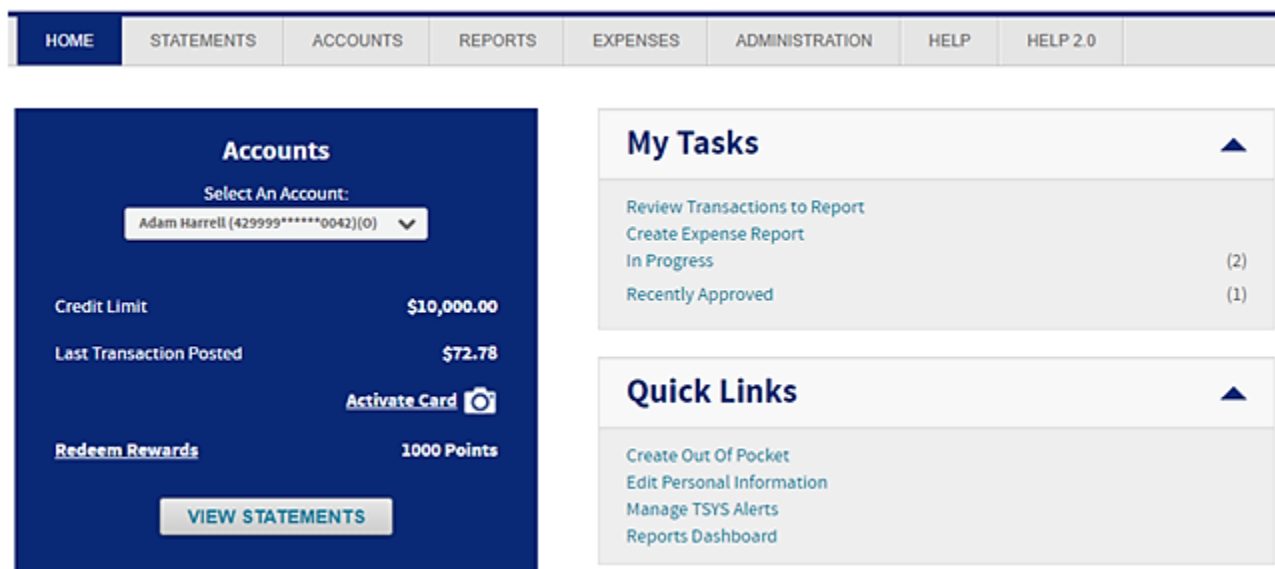 HOME STATEMENTS ACCOUNTS REPORTS EXPENSES ADMINISTRATION HELP HELP 2.0
Accounts
Select An Account:
Adam Harrell (429999******0042)(O)
Credit Limit $10,000.00
Last Transaction Posted $72.78
Activate Card
Redeem Rewards 1000 Points
VIEW STATEMENTS
My Tasks
Review Transactions to Report
Create Expense Report
In Progress (2)
Recently Approved (1)
Quick Links
Create Out Of Pocket
Edit Personal Information
Manage TSYS Alerts
Reports Dashboard